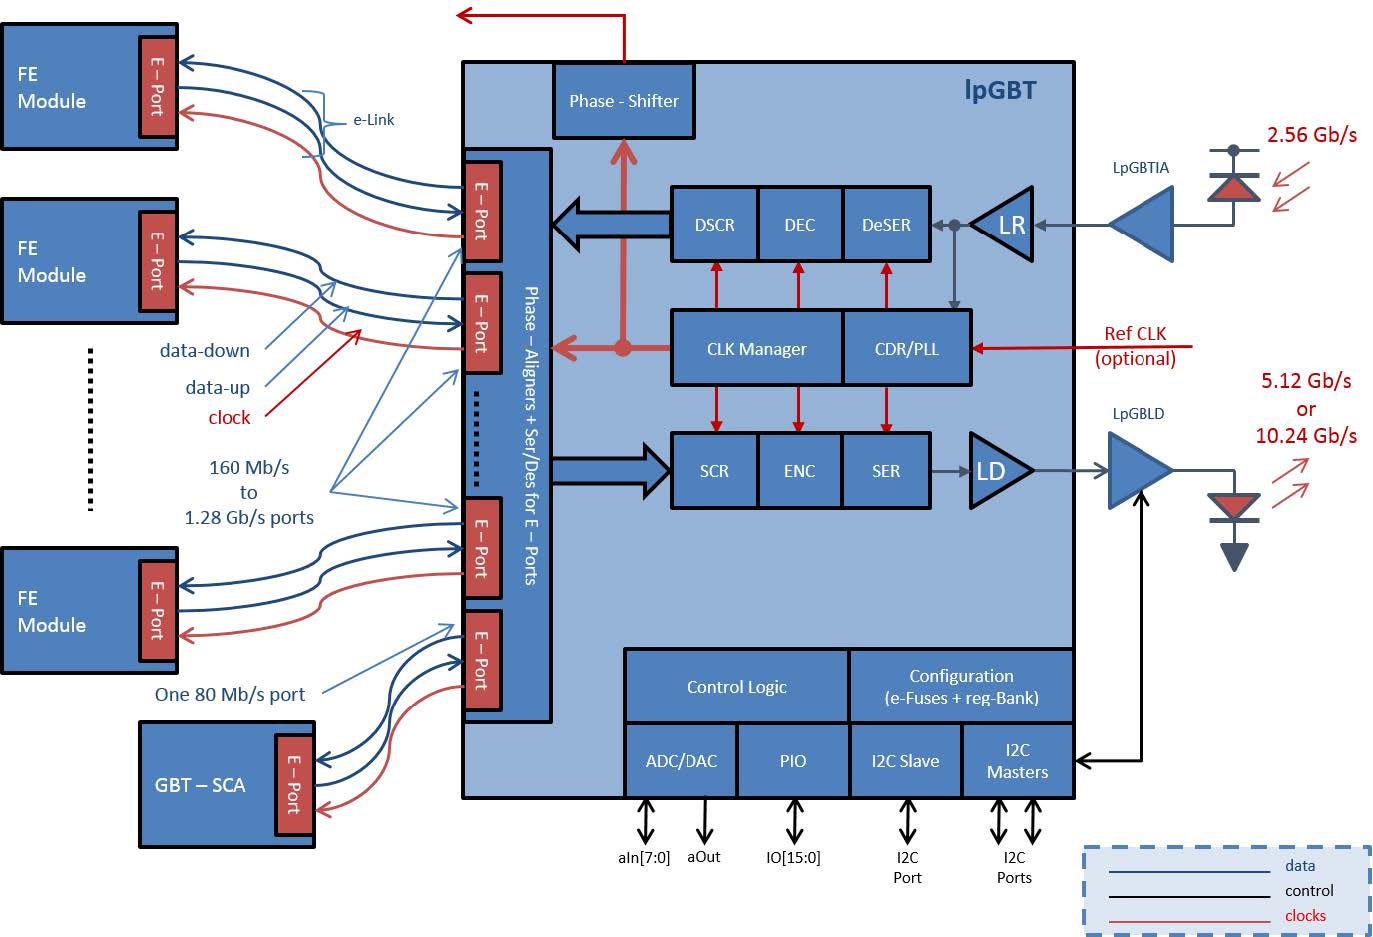 FE
Module
E – Port
FE
Module
E – Port
FE
Module
E – Port
GBT – SCA
E – Port
e-Link
data-down
data-up
clock
160 Mb/s
to
1.28 Gb/s ports
One 80 Mb/s port
E – Port
E – Port
E – Port
E – Port
Phase – Aligners + Ser/Des for E – Ports
Phase - Shifter
lpGBT
DSCR
DEC
DeSER
LR
LpGBTIA
2.56 Gb/s
CLK Manager
CDR/PLL
Ref CLK
(optional)
SCR
ENC
SER
LD
LpGBLD
5.12 Gb/s
or
10.24 Gb/s
Control Logic
Configuration
(e-Fuses + reg-Bank)
ADC/DAC
PIO
I2C Slave
I2C
Masters
aIn[7:0]
aOut
IO[15:0]
I2C
Port
I2C
Ports
data
control
clocks